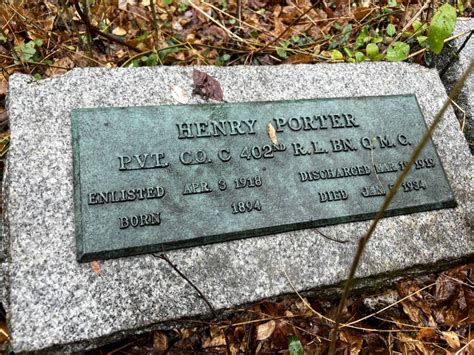 HENRY PORTER
PVT. CO. C 402ND R.L. BN. Q.M.C.
ENLISTED APR. 3 1918 DISCHARGED MAR. 1919
BORN 1894 DIED JAN. 1934